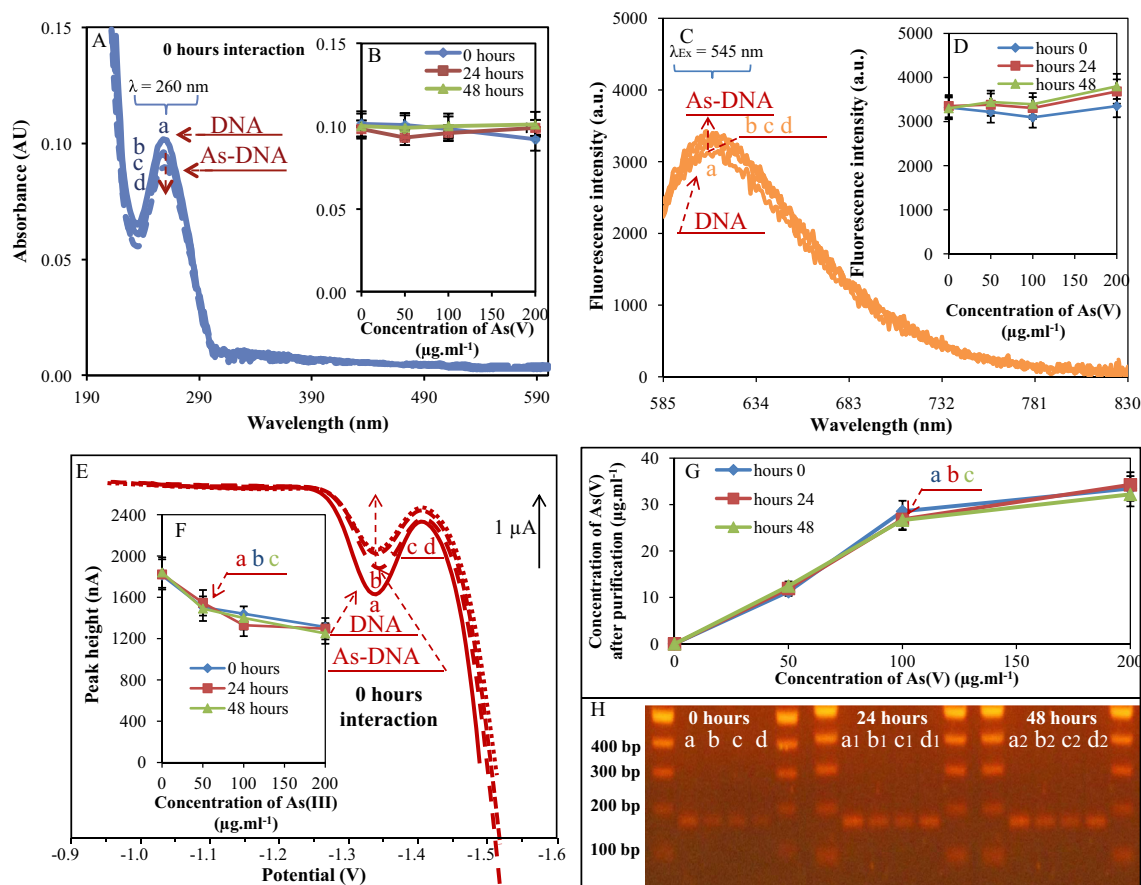 A
0 hours interaction
λ = 260 nm
a
DNA
b
c
d
As-DNA
Absorbance (AU)
0.15
0.10
0.05
0.00
190
290
390
490
590
Wavelength (nm)
B
0 hours
24 hours
48 hours
0.20
0.15
0.10
0.05
0.00
0
50
100
150
200
Concentration of As(V)
(µg.ml-1)
C
λEx = 545 nm
As-DNA
b c d
a
DNA
Fluorescence intensity (a.u.)
5000
4000
3000
2000
1000
0
585
634
683
732
781
830
Wavelength (nm)
D
hours 0
hours 24
hours 48
Fluorescence intensity (a.u.)
5000
4000
3000
2000
1000
0
0
50
100
150
200
Concentration of As(V)
(µg.ml-1)
E
1 µA
c d
b
a
DNA
As-DNA
0 hours
interaction
-0.9
-1.0
-1.1
-1.2
-1.3
-1.4
-1.5
-1.6
Potential (V)
F
a b c
0 hours
24 hours
48 hours
Peak height (nA)
2400
2000
1600
1200
800
400
0
0
50
100
150
200
Concentration of As(III)
(µg.ml-1)
G
hours 0
hours 24
hours 48
a b c
Concentration of As(V)
after purification (µg.ml-1)
40
30
20
10
0
0
50
100
200
Concentration of As(V) (µg.ml-1)
H
0 hours
24 hours
48 hours
a b c d
a1 b1 c1 d1
a2 b2 c2 d2
400 bp
300 bp
200 bp
100 bp